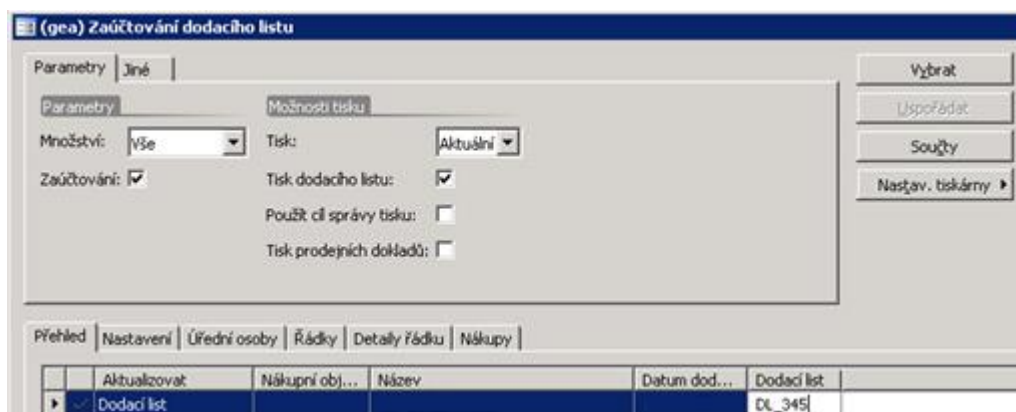 (gea) Zaúčtování dodacího listu
Parametry Jiné
Vybrat
Parametry Možnosti tisku
Uspořádat
Množství: Vše Tisk: Aktuální
Součty
Zaúčtování: Tisk dodacího listu:
Nastav. tiskárny
Použít cíl správy tisku:
Tisk prodejních dokladů:
Přehled Nastavení Úřední osoby Řádky Detaily řádku Nákupy
Aktualizovat Nákupní obj... Název Datum dod... Dodací list
Dodací list DL_345